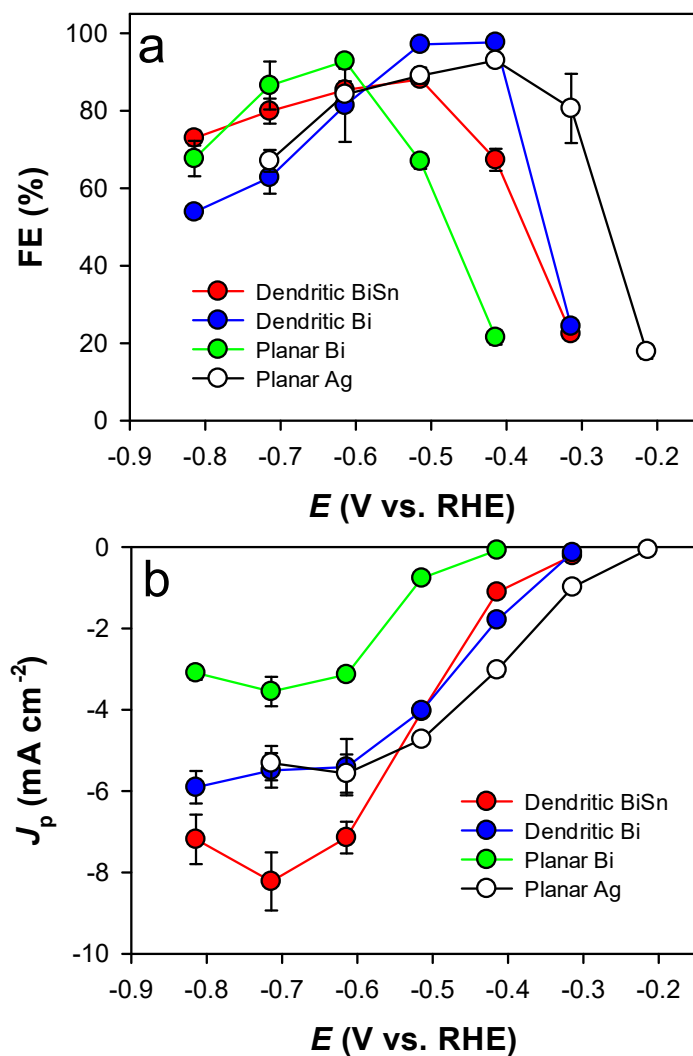 a
100
80
60
40
20
0
FE (%)
Dendritic BiSn
Dendritic Bi
Planar Bi
Planar Ag
-0.9 -0.8 -0.7 -0.6 -0.5 -0.4 -0.3 -0.2
E (V vs. RHE)
b
0
-2
-4
-6
-8
-10
Jp (mA cm-2)
Dendritic BiSn
Dendritic Bi
Planar Bi
Planar Ag
-0.9 -0.8 -0.7 -0.6 -0.5 -0.4 -0.3 -0.2
E (V vs. RHE)